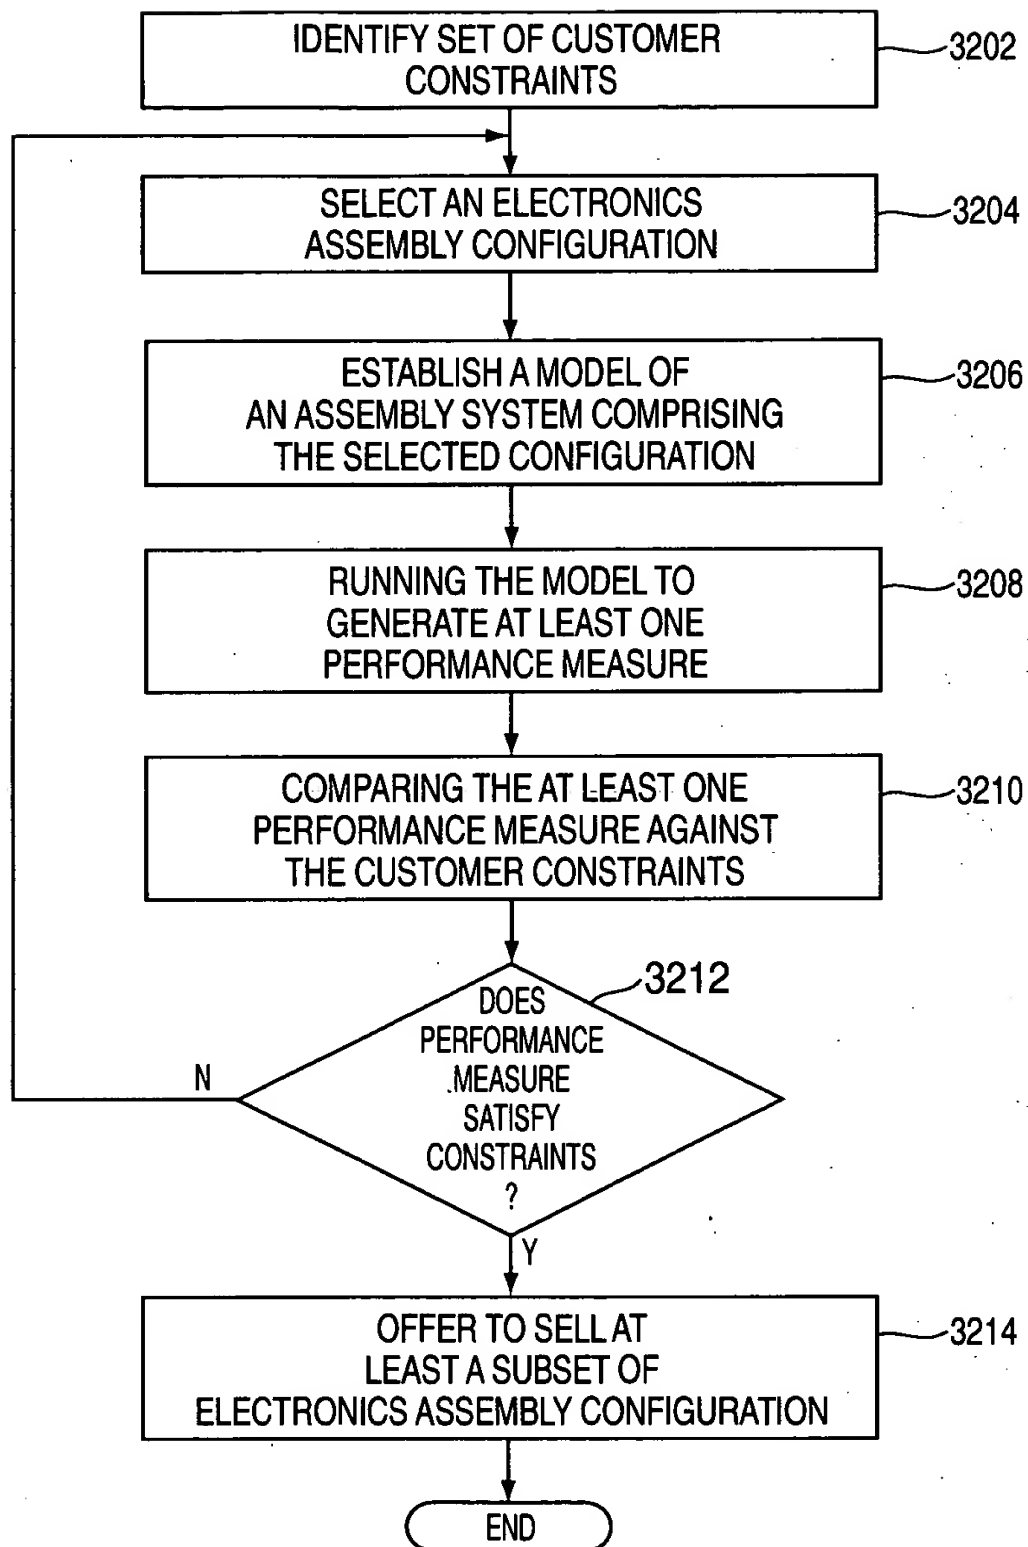 IDENTIFY SET OF CUSTOMER
CONSTRAINTS
3202
SELECT AN ELECTRONICS
ASSEMBLY CONFIGURATION
3204
ESTABLISH A MODEL OF
AN ASSEMBLY SYSTEM COMPRISING
THE SELECTED CONFIGURATION
3206
RUNNING THE MODEL TO
GENERATE AT LEAST ONE
PERFORMANCE MEASURE
3208
COMPARING THE AT LEAST ONE
PERFORMANCE MEASURE AGAINST
THE CUSTOMER CONSTRAINTS
3210
3212
DOES
PERFORMANCE
MEASURE
SATISFY
CONSTRAINTS
?
N
Y
OFFER TO SELL AT
LEAST A SUBSET OF
ELECTRONICS ASSEMBLY CONFIGURATION
3214
END